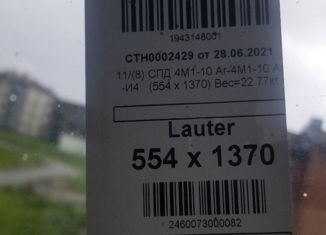 1943148001
СТН0002429 от 28.06.2021
11/(8) СПД 4М1-10 Ar-4М1-10 A
-И4 (554 x 1370) Вес=22.77кг
Lauter
554 x 1370
2460073000082